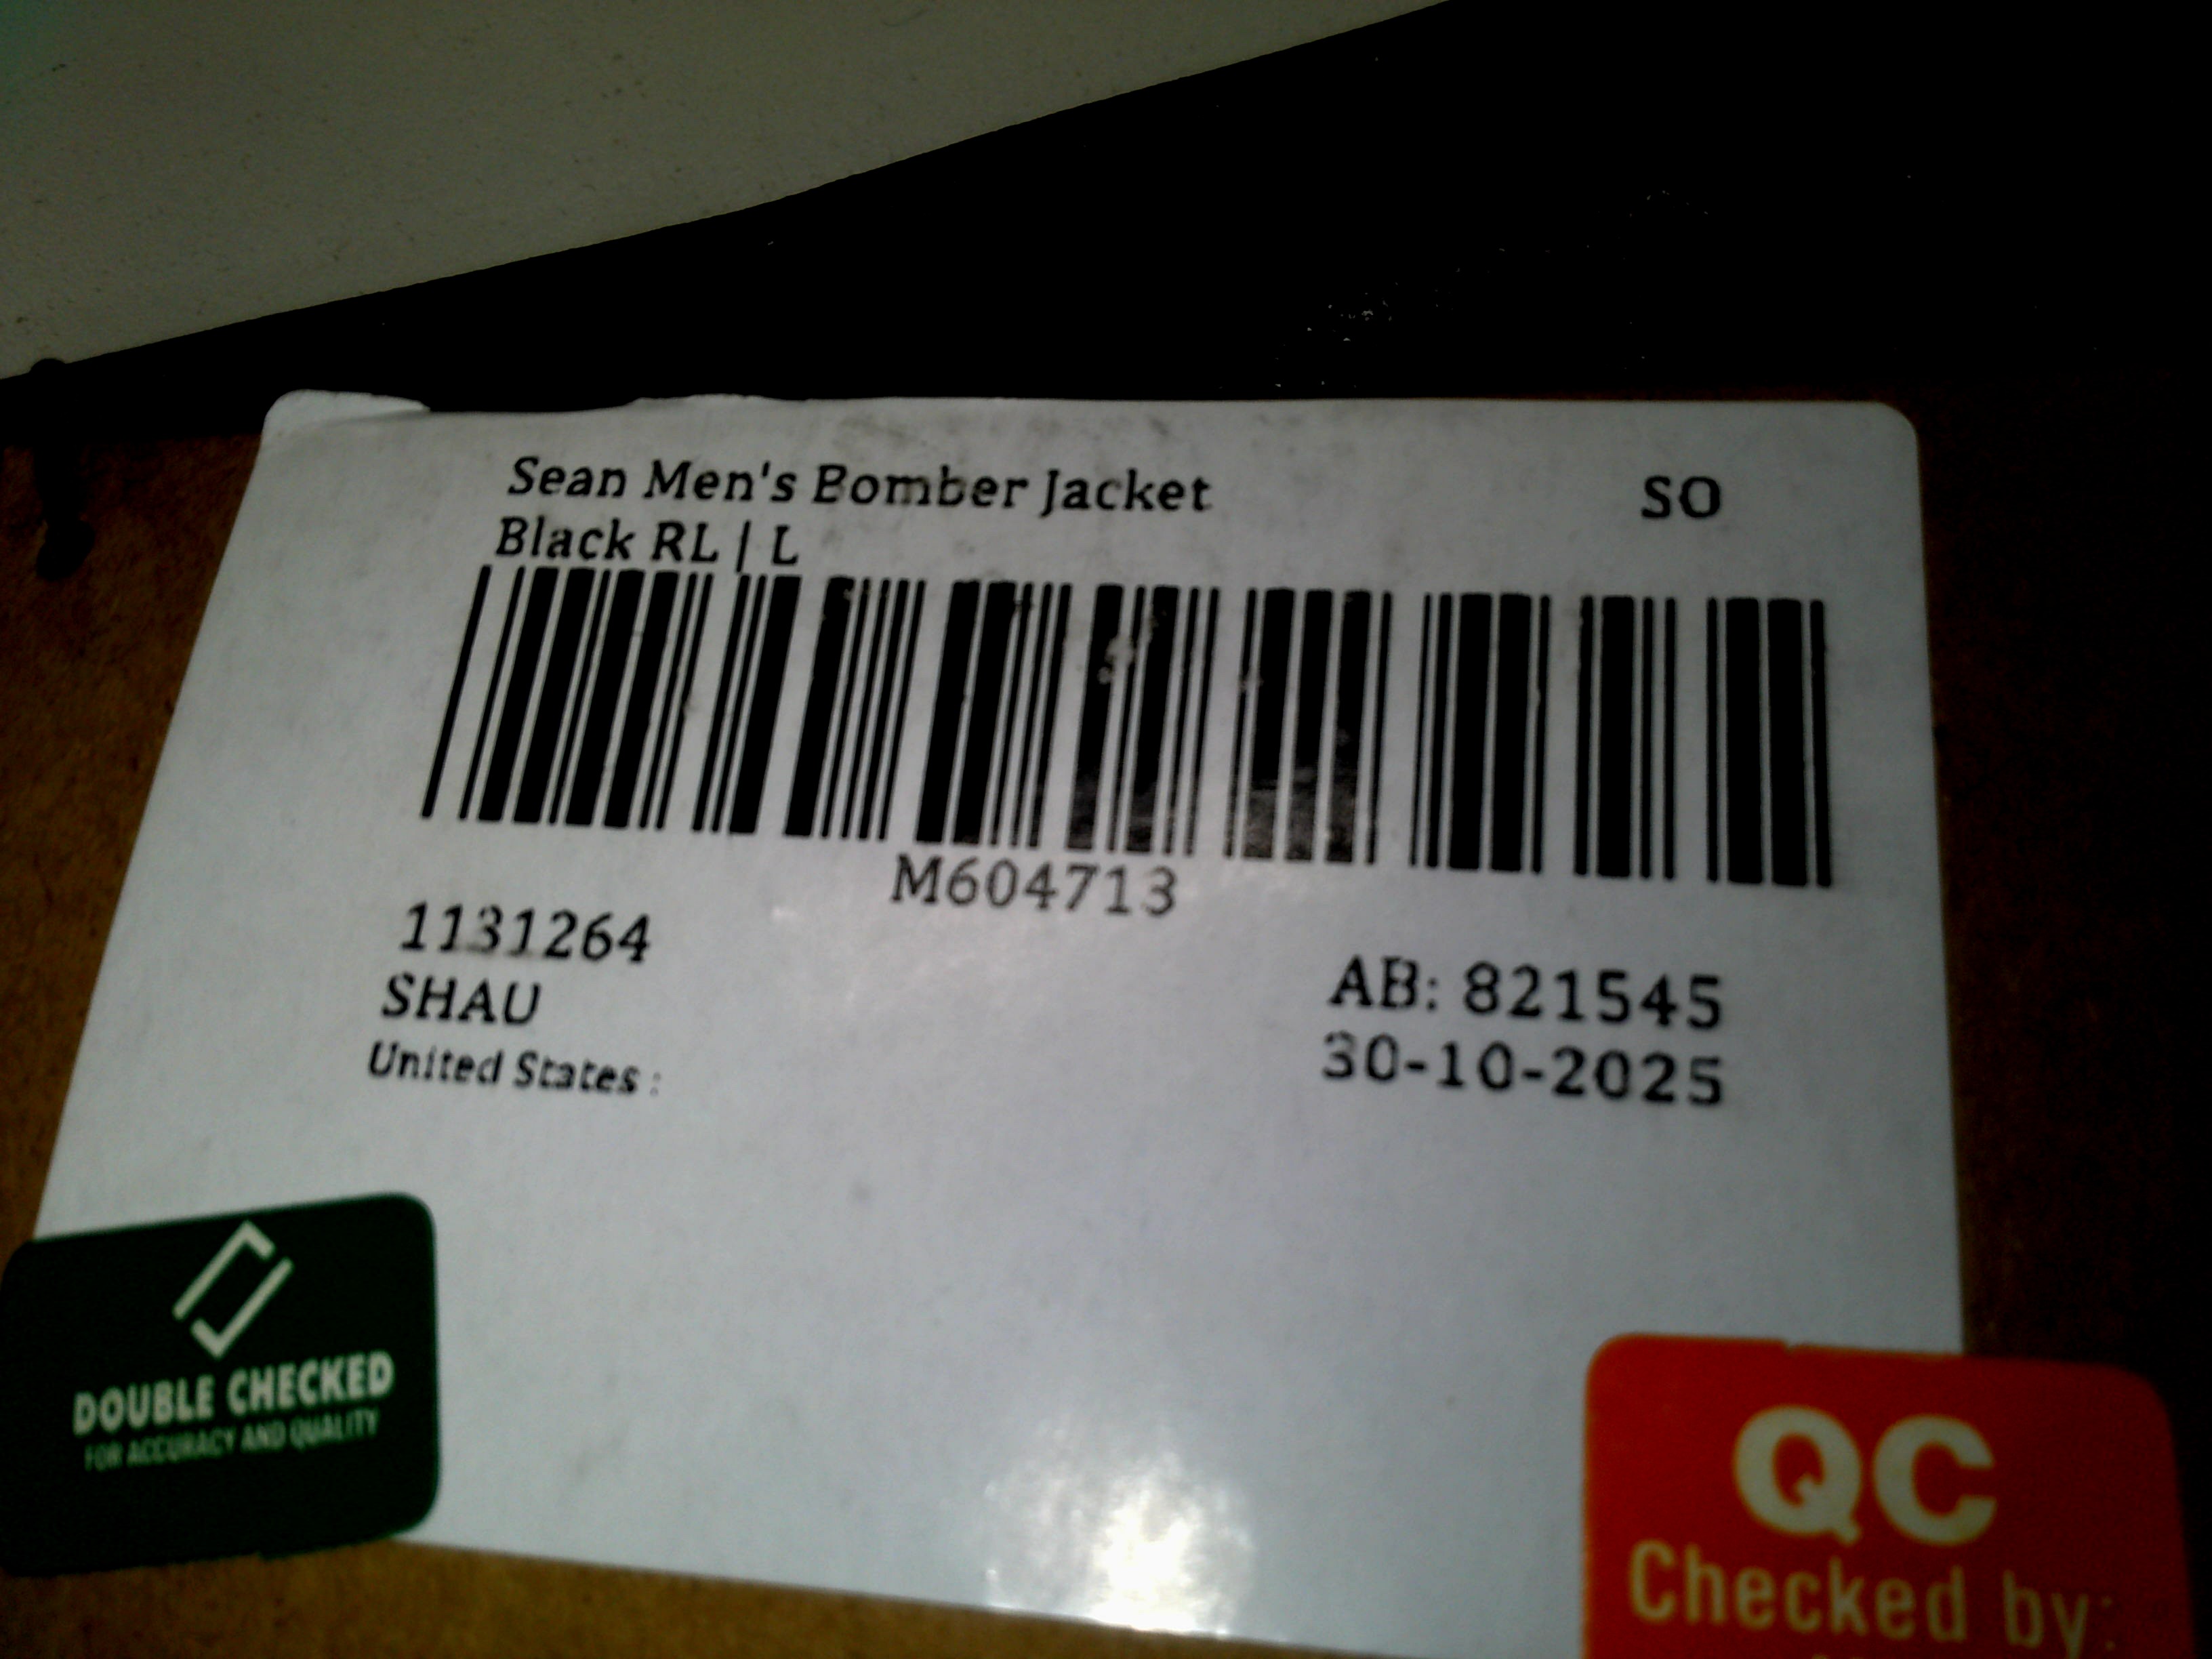 Sean Men's Bomber Jacket
SO
Black RL | L
M604713
1131264
SHAU
United States :
AB: 821545
30-10-2025
DOUBLE CHECKED
FOR ACCURACY AND QUALITY
QC
Checked by: